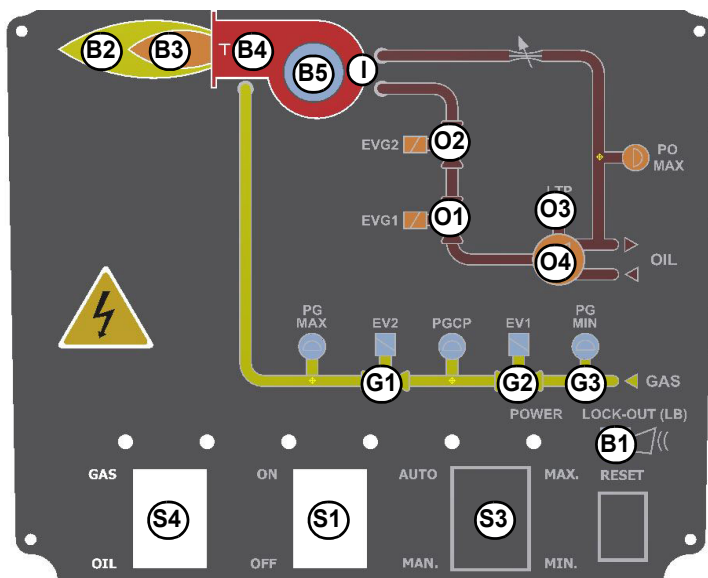 B2
B3
T
B4
B5
I
EVG2
O2
PO
MAX
EVG1
O1
O3
O4
OIL
PG
MAX
EV2
PGCP
EV1
PG
MIN
G1
G2
G3
GAS
POWER
LOCK-OUT (LB)
B1
GAS
ON
AUTO
MAX.
RESET
S4
S1
S3
OIL
OFF
MAN.
MIN.